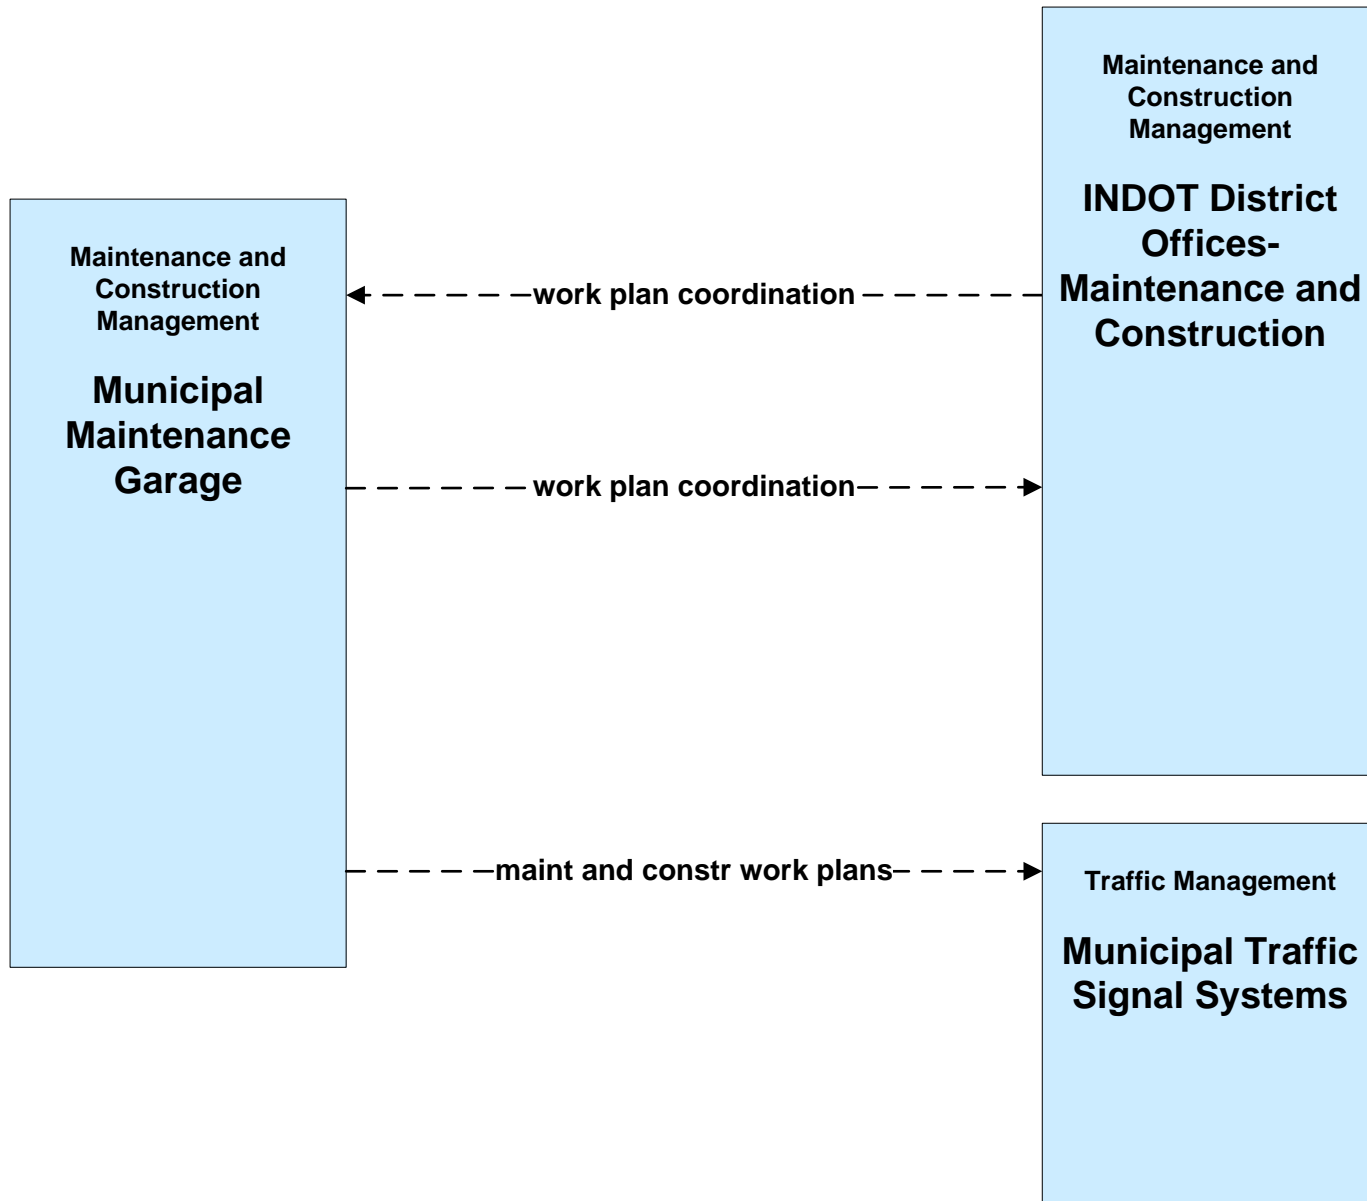 Maintenance and
Construction
Management
Municipal
Maintenance
Garage
work plan coordination
work plan coordination
maint and constr work plans
Maintenance and
Construction
Management
INDOT District
Offices-
Maintenance and
Construction
Traffic Management
Municipal Traffic
Signal Systems